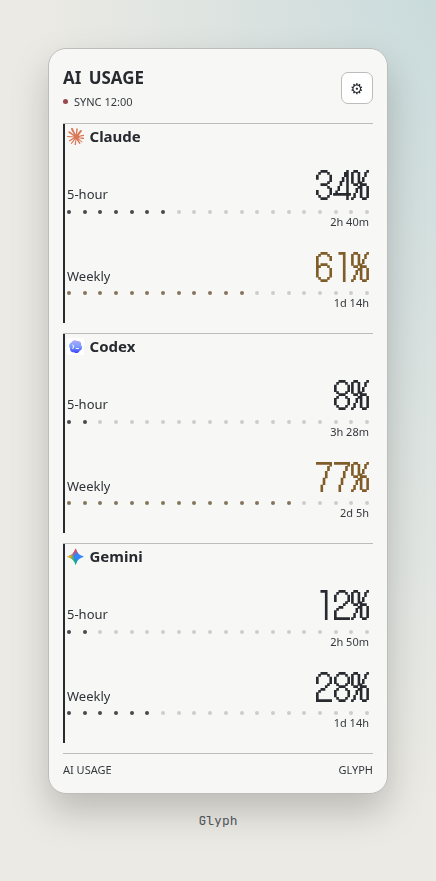 AI USAGE
SYNC 12:00
⚙
Claude
5-hour 34%
2h 40m
Weekly 61%
1d 14h
Codex
5-hour 8%
3h 28m
Weekly 77%
2d 5h
Gemini
5-hour 12%
2h 50m
Weekly 28%
1d 14h
AI USAGE GLYPH
Glyph